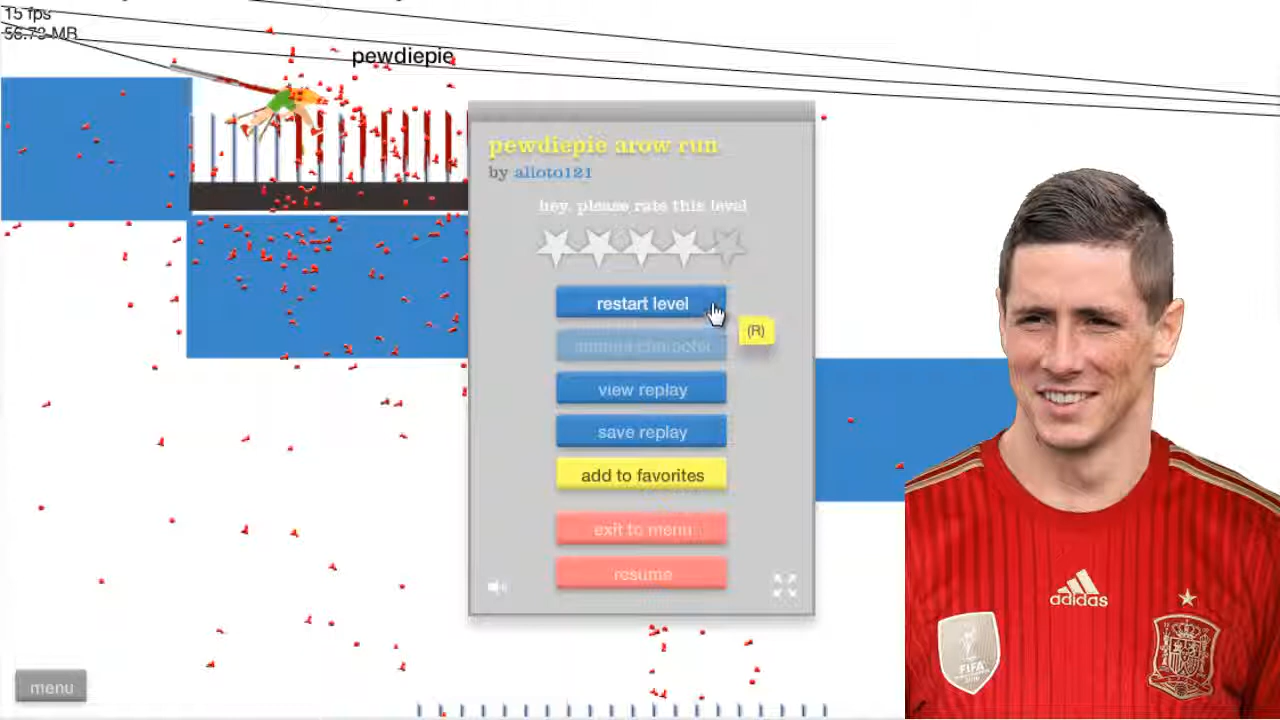 15 fps
56.73 MB
pewdiepie
pewdiepie arow run
by alloto121
hey, please rate this level
restart level
(R)
view replay
save replay
add to favorites
exit to menu
resume
menu
adidas
FIFA